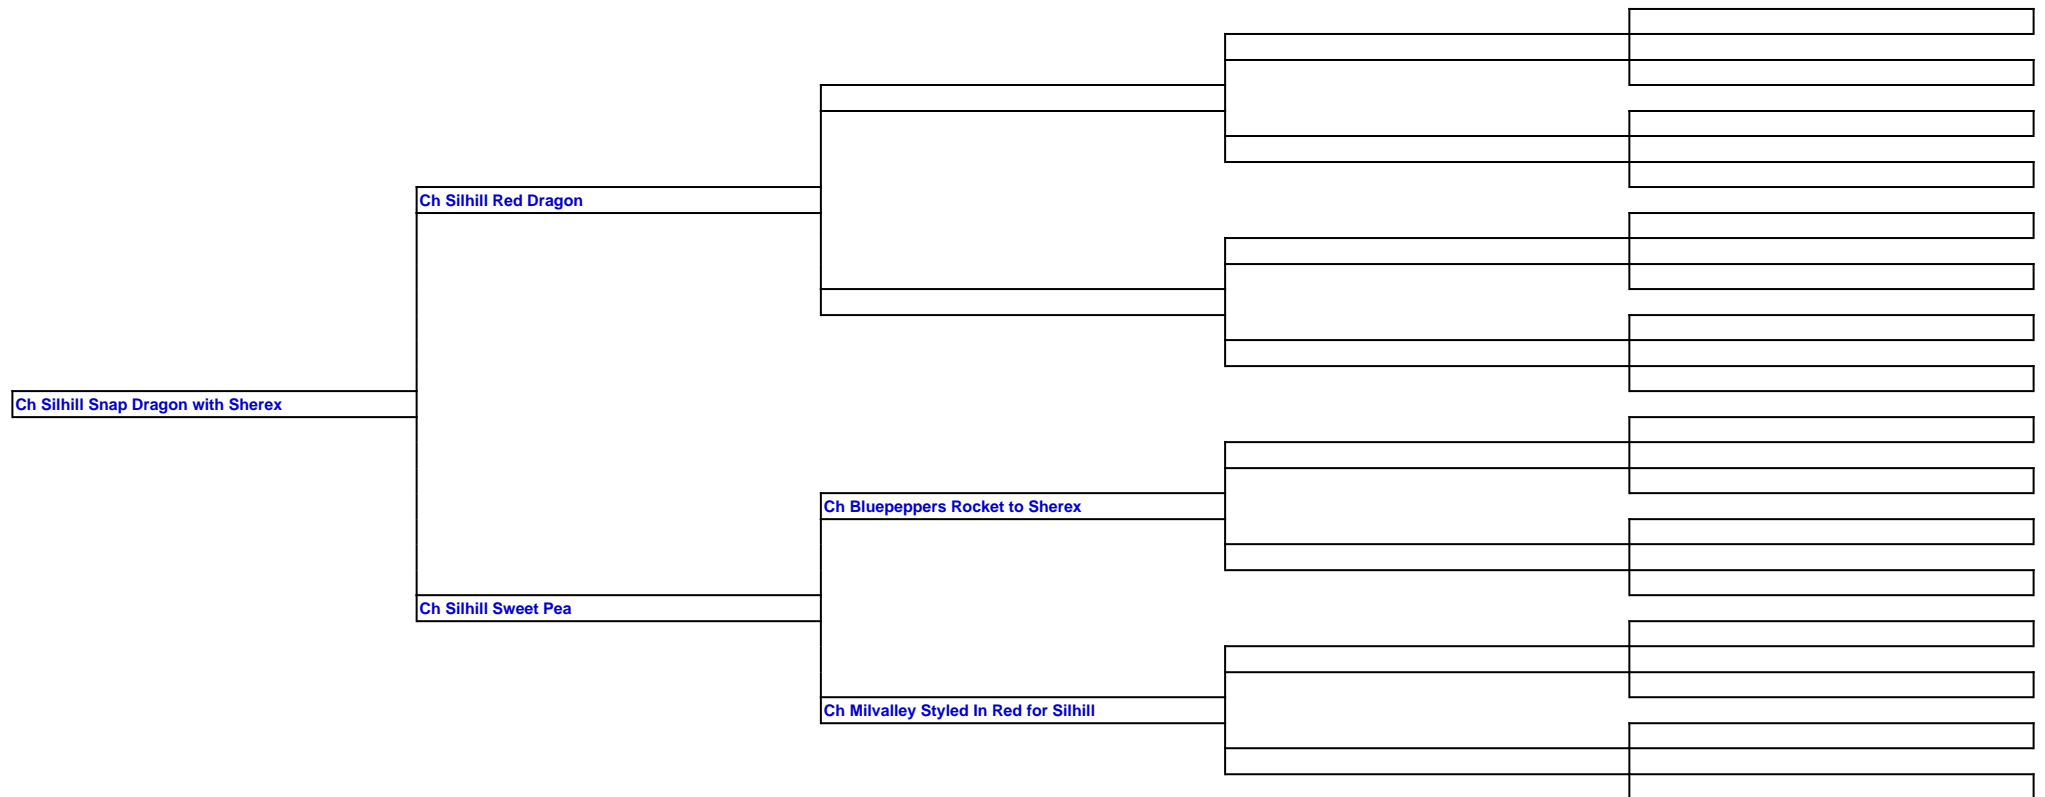 Ch Silhill Red Dragon
Ch Silhill Snap Dragon with Sherex
Ch Bluepeppers Rocket to Sherex
Ch Silhill Sweet Pea
Ch Milvalley Styled In Red for Silhill